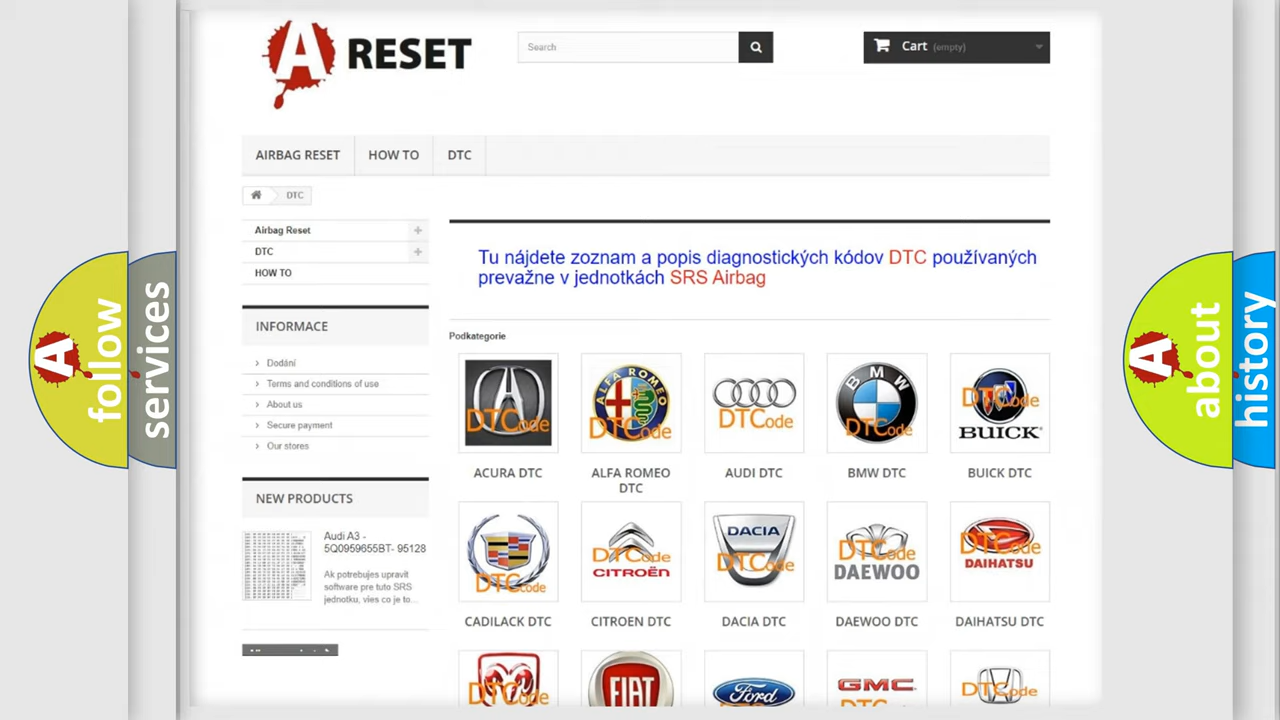 A RESET
Search
Cart (empty)
AIRBAG RESET
HOW TO
DTC
DTC
Airbag Reset
DTC
HOW TO
Tu nájdete zoznam a popis diagnostických kódov DTC používaných
prevažne v jednotkách SRS Airbag
INFORMACE
Dodání
Terms and conditions of use
About us
Secure payment
Our stores
Podkategorie
DTCode
ALFA ROMEO
DTCode
DTCode
BMW
DTCode
DTCode
BUICK
ACURA DTC
ALFA ROMEO
DTC
AUDI DTC
BMW DTC
BUICK DTC
NEW PRODUCTS
Audi A3 -
5Q0959655BT- 95128
Ak potrebujes upravit
software pre tuto SRS
jednotku, vies co je to...
DTCode
DTCode
CITROËN
DACIA
DTCode
DTCode
DAEWOO
DTCode
DAIHATSU
CADILACK DTC
CITROEN DTC
DACIA DTC
DAEWOO DTC
DAIHATSU DTC
DTCode
FIAT
Ford
GMC
DTCode
A follow
services
A about
history